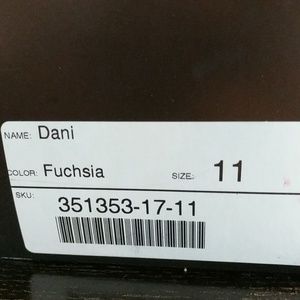 NAME: Dani
COLOR: Fuchsia SIZE: 11
SKU:
351353-17-11